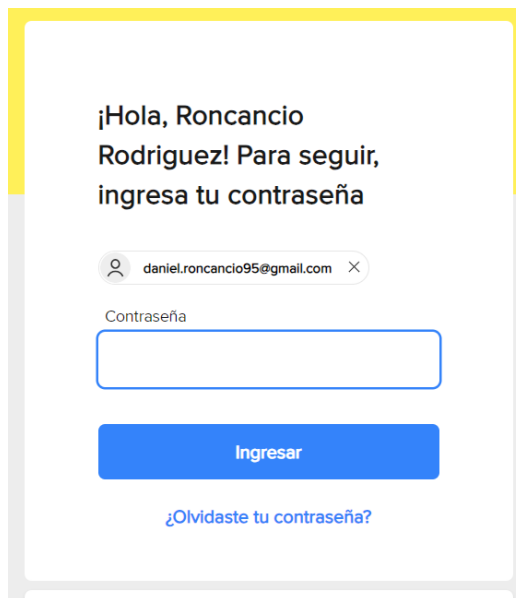 ¡Hola, Roncancio
Rodriguez! Para seguir,
ingresa tu contraseña
daniel.roncancio95@gmail.com
Contraseña
Ingresar
¿Olvidaste tu contraseña?